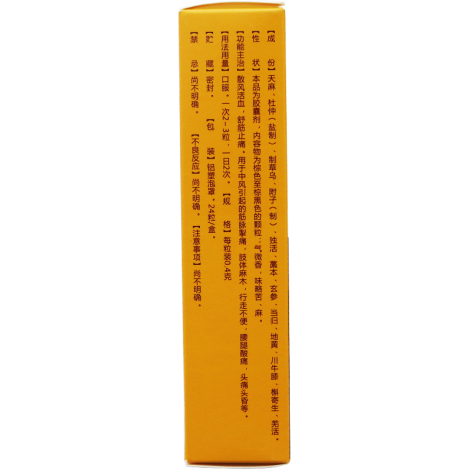 【成　份】天麻、杜仲（盐制）、制草乌、附子（制）、独活、藁本、玄参、当归、地黄、川牛膝、槲寄生、羌活。
【性　状】本品为胶囊剂，内容物为棕色至棕黑色的颗粒；气微香，味略苦、麻。
【功能主治】散风活血，舒筋止痛。用于中风引起的筋脉掣痛，肢体麻木，行走不便，腰腿酸痛，头痛头昏等。
【用法用量】口服。一次2-3粒，一日2次。【规　格】每粒装0.4克
【贮　藏】密封。【包　装】铝塑泡罩。24粒/盒。
【禁　忌】尚不明确。【不良反应】尚不明确。【注意事项】尚不明确。